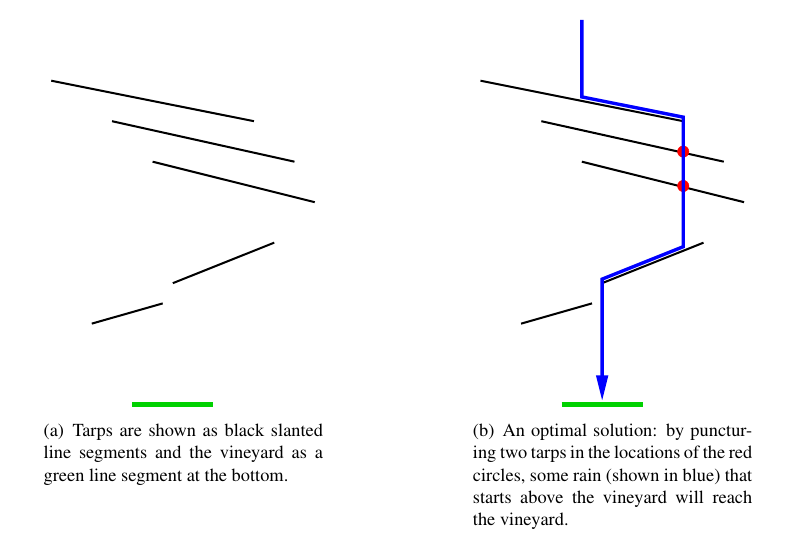 (a) Tarps are shown as black slanted
line segments and the vineyard as a
green line segment at the bottom.
(b) An optimal solution: by punctur-
ing two tarps in the locations of the red
circles, some rain (shown in blue) that
starts above the vineyard will reach
the vineyard.